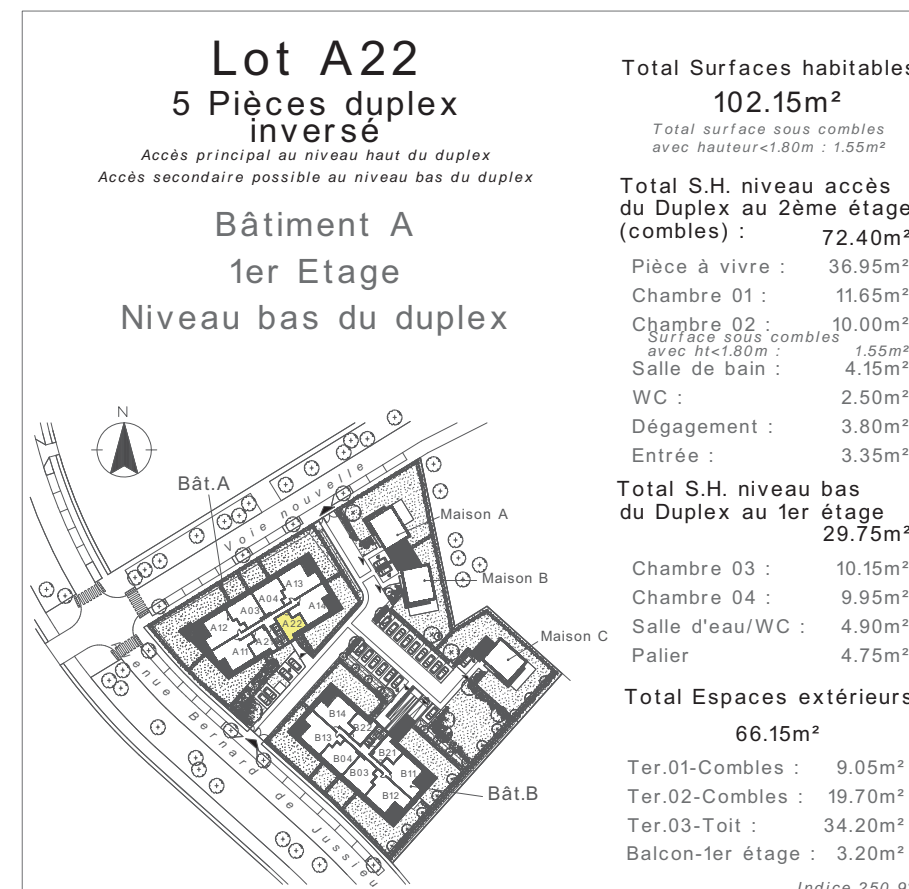 Lot A22
5 Pièces duplex
inversé
Accès principal au niveau haut du duplex
Accès secondaire possible au niveau bas du duplex
Bâtiment A
1er Etage
Niveau bas du duplex
Total Surfaces habitables
102.15m²
Total surface sous combles
avec hauteur<1.80m : 1.55m²
Total S.H. niveau accès
du Duplex au 2ème étage
(combles) : 72.40m²
Pièce à vivre : 36.95m²
Chambre 01 : 11.65m²
Chambre 02 : 10.00m²
Surface sous combles
avec ht<1.80m : 1.55m²
Salle de bain : 4.15m²
WC : 2.50m²
Dégagement : 3.80m²
Entrée : 3.35m²
Total S.H. niveau bas
du Duplex au 1er étage
29.75m²
Chambre 03 : 10.15m²
Chambre 04 : 9.95m²
Salle d'eau/WC : 4.90m²
Palier 4.75m²
Total Espaces extérieurs
66.15m²
Ter.01-Combles : 9.05m²
Ter.02-Combles : 19.70m²
Ter.03-Toit : 34.20m²
Balcon-1er étage : 3.20m²
Indice 250 9
N
Bât.A
Voie nouvelle
Maison A
Maison B
Maison C
A13
A04
A14
A03
A12
A22
A2
A11
B14
B22
B13
B21
B04
B03
B11
B12
Bât.B
enue Bernard de Jussieu